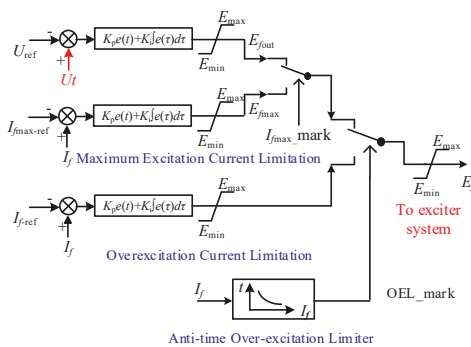 E_max
K_p e(t)+K_i∫e(τ)dτ
E_fout
U_ref
E_min
Ut
E_max
K_p e(t)+K_i∫e(τ)dτ
E_fmax
I_fmax-ref
E_min
I_fmax_mark
I_f
Maximum Excitation Current Limitation
E_max
E_max
K_p e(t)+K_i∫e(τ)dτ
I_f-ref
E_min
E_min
To exciter
system
I_f
Overexcitation Current Limitation
I_f
t
I_f
OEL_mark
Anti-time Over-excitation Limiter